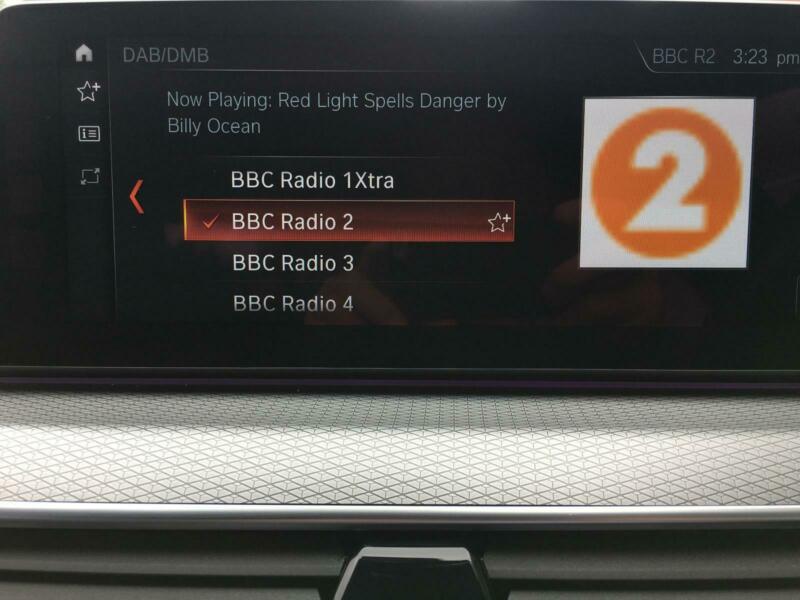 DAB/DMB
BBC R2 3:23 pm
Now Playing: Red Light Spells Danger by
Billy Ocean
BBC Radio 1Xtra
BBC Radio 2
BBC Radio 3
BBC Radio 4
2